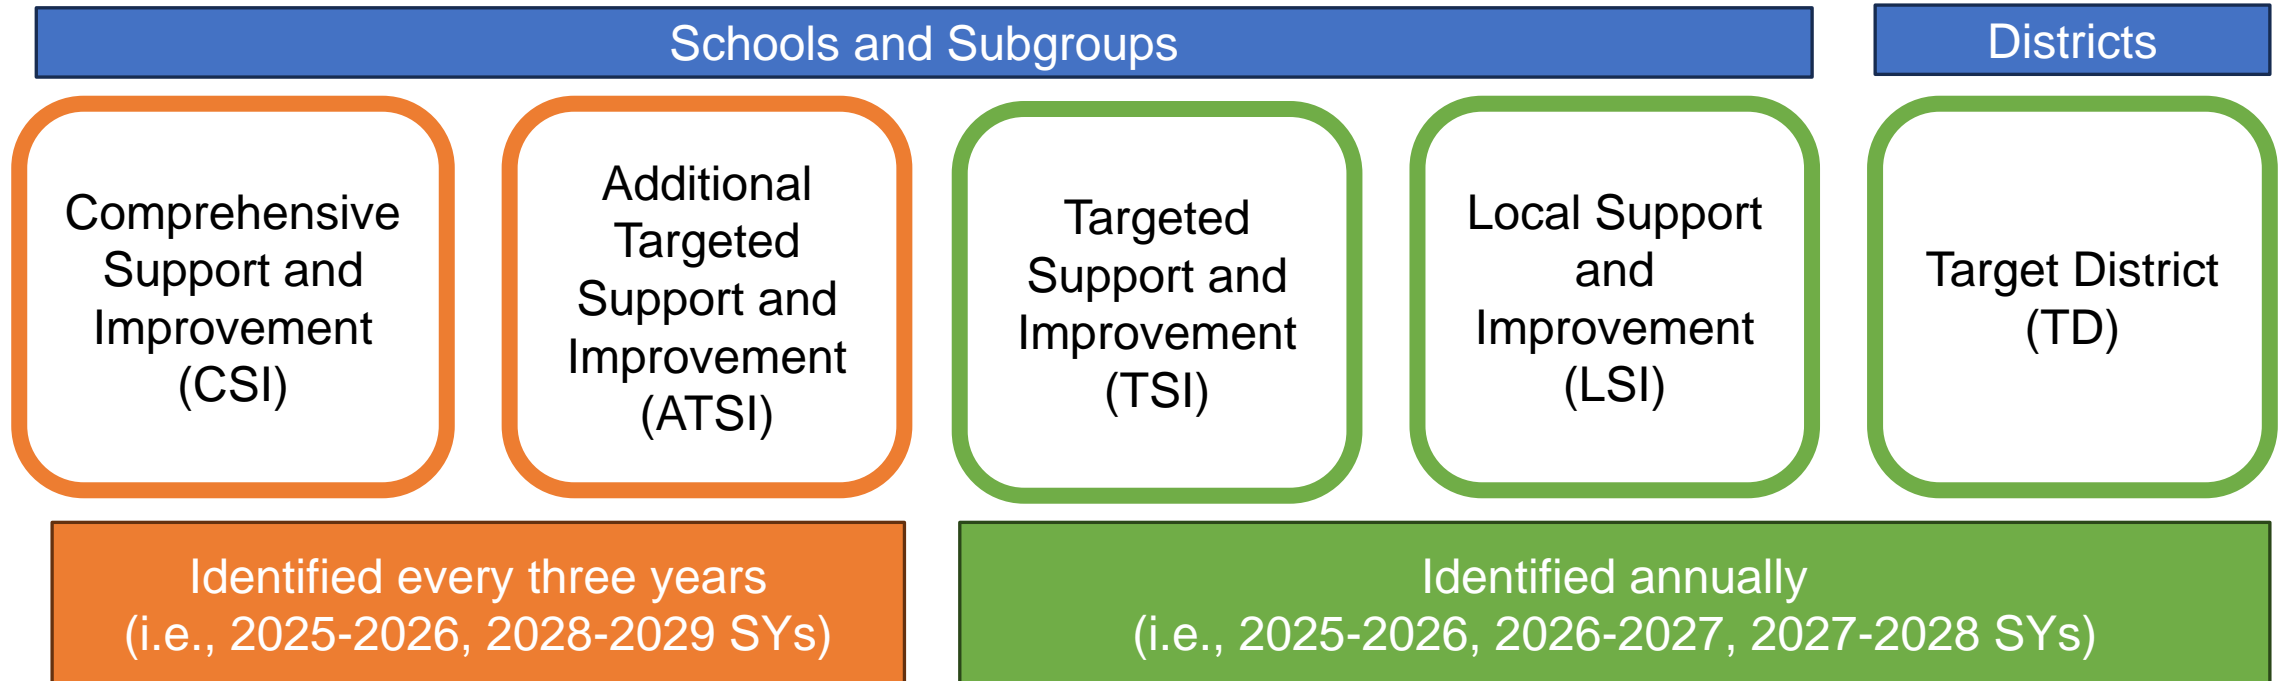 Schools and Subgroups
Districts
Comprehensive
Support and
Improvement
(CSI)
Additional
Targeted
Support and
Improvement
(ATSI)
Targeted
Support and
Improvement
(TSI)
Local Support
and
Improvement
(LSI)
Target District
(TD)
Identified every three years
(i.e., 2025-2026, 2028-2029 SYs)
Identified annually
(i.e., 2025-2026, 2026-2027, 2027-2028 SYs)